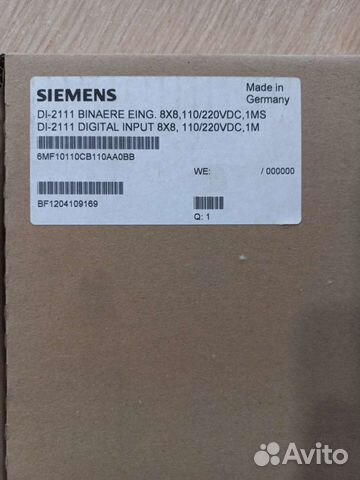 SIEMENS
Made in
Germany
DI-2111 BINAERE EING. 8X8,110/220VDC,1MS
DI-2111 DIGITAL INPUT 8X8, 110/220VDC,1M
6MF10110CB110AA0BB
WE: / 000000
BF1204109169
Q: 1
Avito